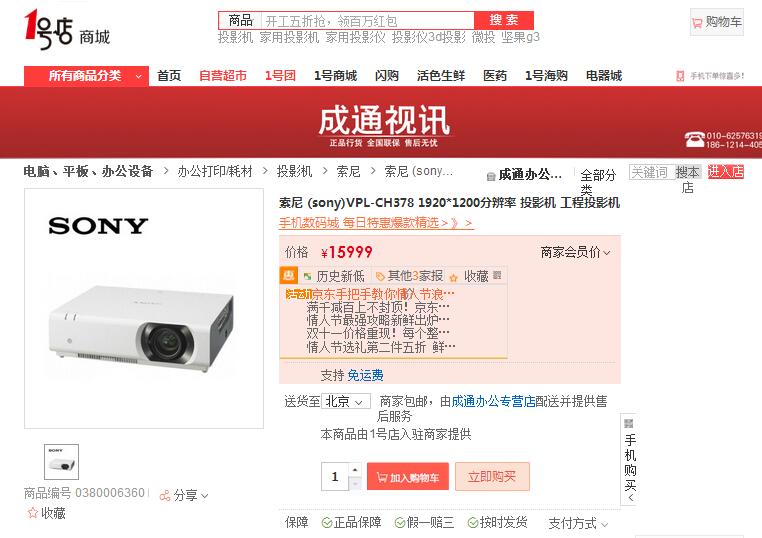 1号店 商城
商品 开工五折抢，领百万红包 搜 索
购物车
投影机 家用投影机 家用投影仪 投影仪3d投影 微投 坚果g3
所有商品分类 首页 自营超市 1号团 1号商城 闪购 活色生鲜 医药 1号海购 电器城 手机下单惊喜多!
成通视讯
正品行货 全国联保 售后无忧
010-6257631
186-1214-405
电脑、平板、办公设备 办公打印/耗材 投影机 索尼 索尼 (sony...
成通办公... 全部分类 关键词 搜本店 进入店
SONY
索尼 (sony)VPL-CH378 1920*1200分辨率 投影机 工程投影机
手机数码城 每日特惠爆款精选＞》＞
价格 ¥15999 商家会员价
惠 历史新低 其他3家报价 收藏
京东手把手教你情人节浪…
满千减百上不封顶！京东…
情人节最强攻略新鲜出炉…
双十一价格重现！每个整…
情人节选礼第二件五折 鲜…
支持 免运费
送货至 北京 商家包邮，由成通办公专营店配送并提供售后服务
本商品由1号店入驻商家提供
手机购买
1 加入购物车 立即购买
SONY
商品编号 0380006360 分享
收藏
保障 正品保障 假一赔三 按时发货 支付方式